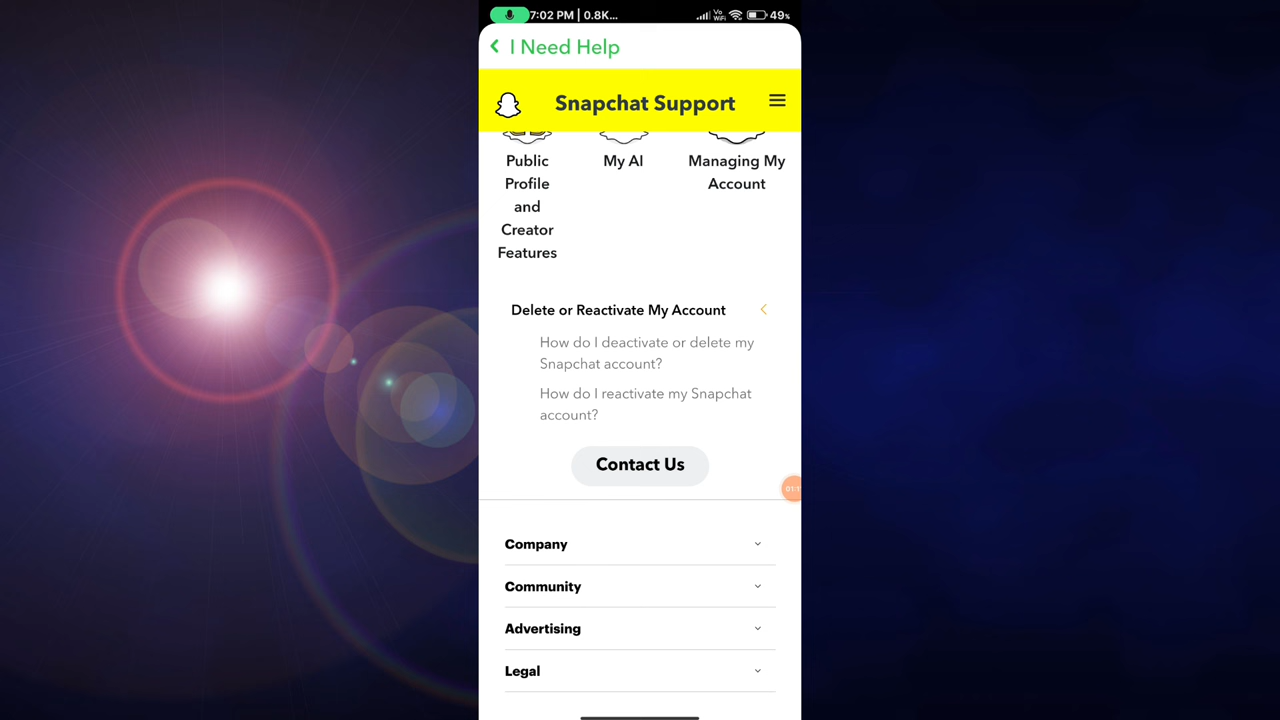 7:02 PM | 0.8K...
Vo
WiFi
49%
I Need Help
Snapchat Support
Public
Profile
and
Creator
Features
My AI
Managing My
Account
Delete or Reactivate My Account
How do I deactivate or delete my
Snapchat account?
How do I reactivate my Snapchat
account?
Contact Us
Company
Community
Advertising
Legal